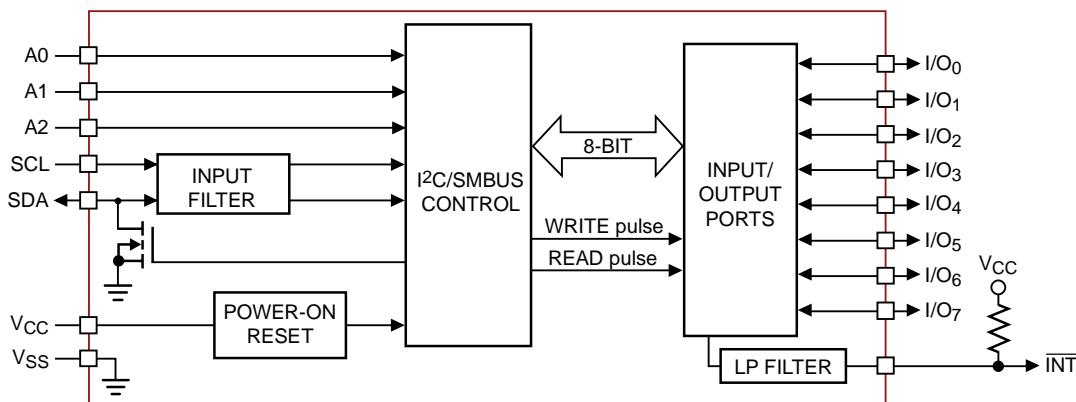 A0
A1
A2
SCL
SDA
VCC
VSS
INPUT
FILTER
POWER-ON
RESET
I²C/SMBUS
CONTROL
8-BIT
WRITE pulse
READ pulse
INPUT/
OUTPUT
PORTS
LP FILTER
I/O0
I/O1
I/O2
I/O3
I/O4
I/O5
I/O6
I/O7
VCC
INT